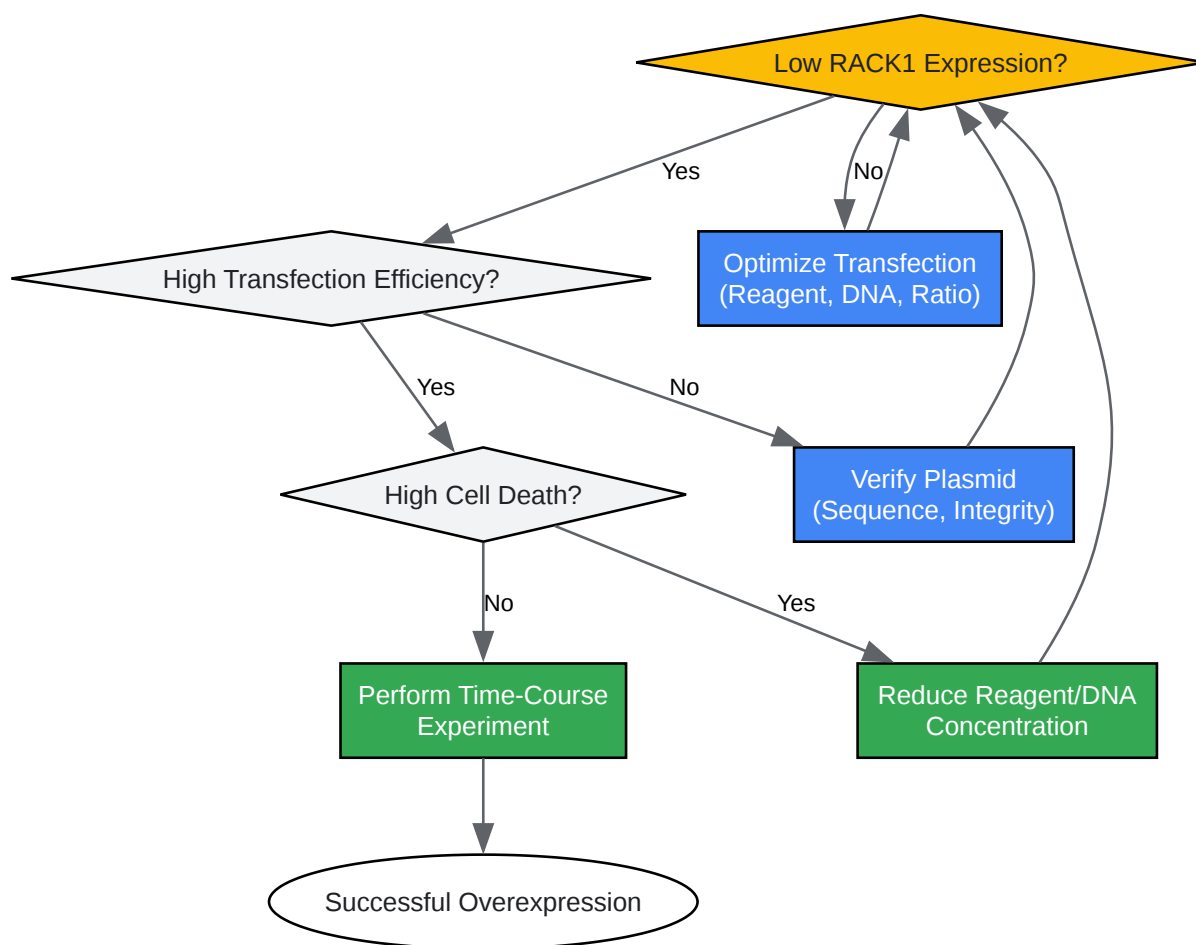 Low RACK1 Expression?
Yes
No
High Transfection Efficiency?
Optimize Transfection
(Reagent, DNA, Ratio)
Yes
No
High Cell Death?
Verify Plasmid
(Sequence, Integrity)
No
Yes
Perform Time-Course
Experiment
Reduce Reagent/DNA
Concentration
Successful Overexpression